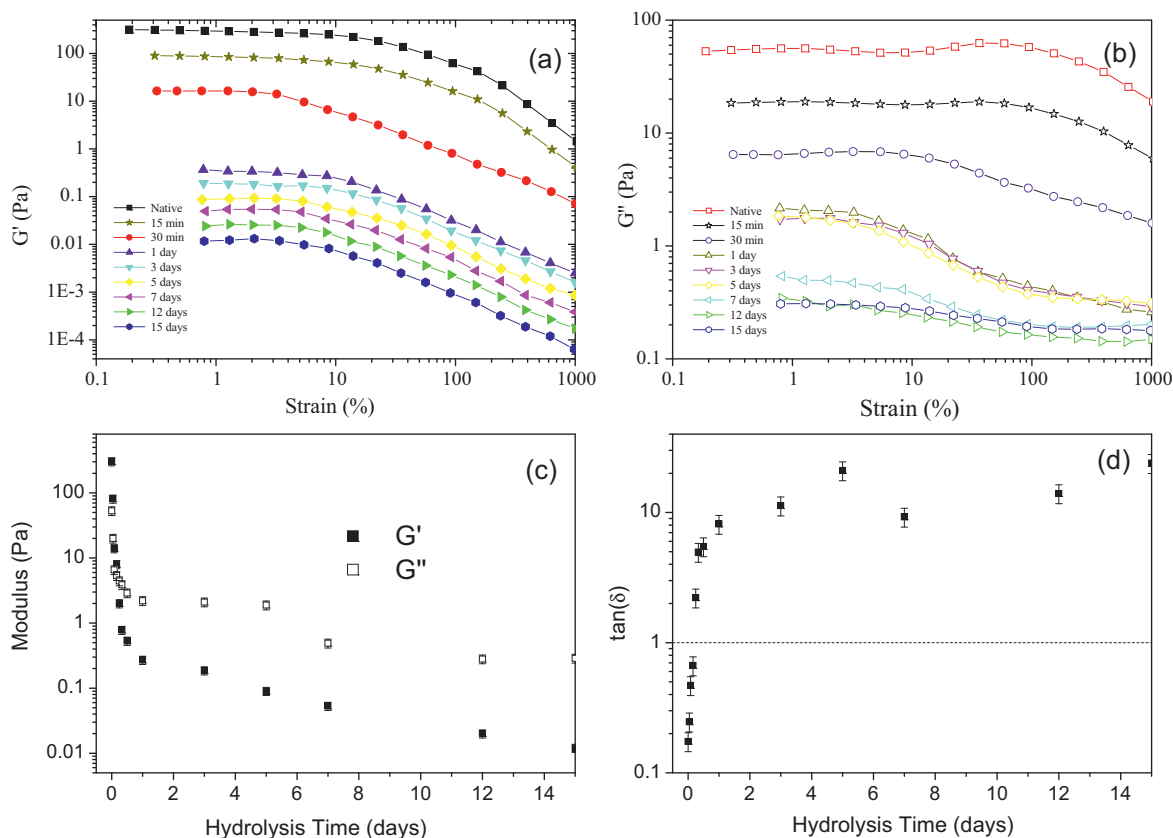 (a)
G' (Pa)
100
10
1
0.1
0.01
1E-3
1E-4
Native
15 min
30 min
1 day
3 days
5 days
7 days
12 days
15 days
0.1 1 10 100 1000
Strain (%)
(b)
G'' (Pa)
100
10
1
0.1
Native
15 min
30 min
1 day
3 days
5 days
7 days
12 days
15 days
0.1 1 10 100 1000
Strain (%)
(c)
Modulus (Pa)
100
10
1
0.1
0.01
G'
G''
0 2 4 6 8 10 12 14
Hydrolysis Time (days)
(d)
tan(δ)
10
1
0.1
0 2 4 6 8 10 12 14
Hydrolysis Time (days)